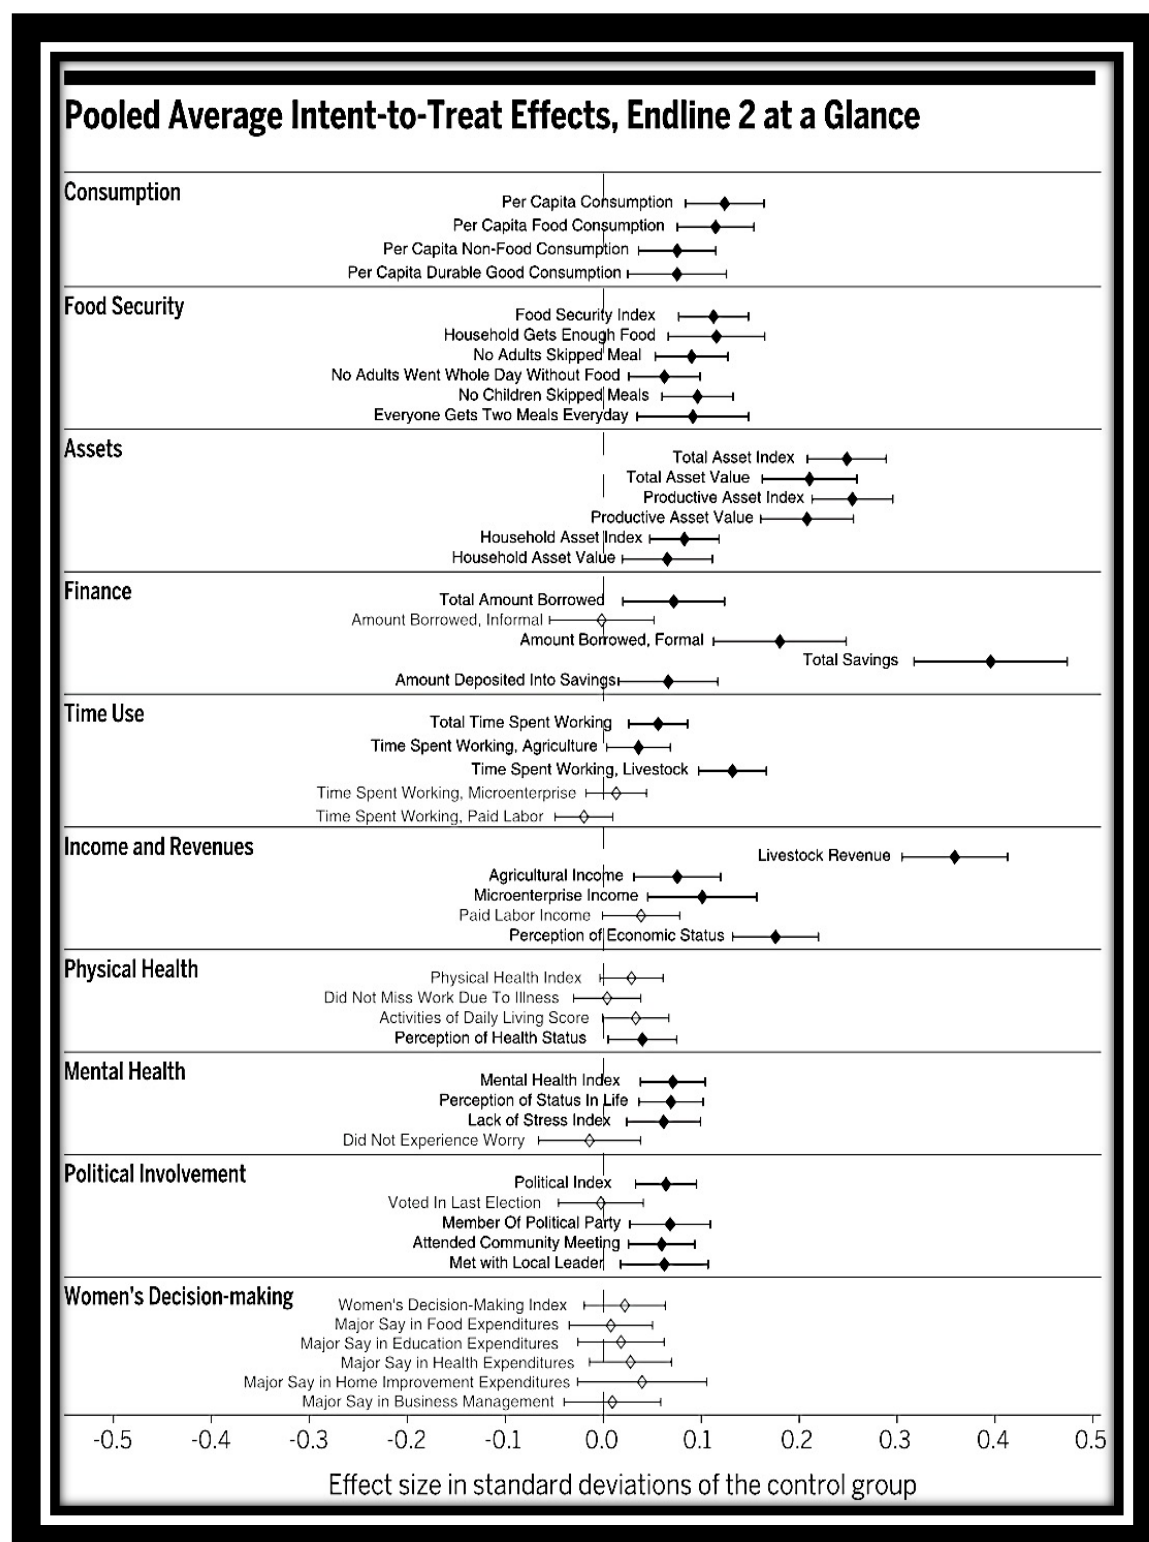 Pooled Average Intent-to-Treat Effects, Endline 2 at a Glance
Consumption
Per Capita Consumption
Per Capita Food Consumption
Per Capita Non-Food Consumption
Per Capita Durable Good Consumption
Food Security
Food Security Index
Household Gets Enough Food
No Adults Skipped Meal
No Adults Went Whole Day Without Food
No Children Skipped Meals
Everyone Gets Two Meals Everyday
Assets
Total Asset Index
Total Asset Value
Productive Asset Index
Productive Asset Value
Household Asset Index
Household Asset Value
Finance
Total Amount Borrowed
Amount Borrowed, Informal
Amount Borrowed, Formal
Total Savings
Amount Deposited Into Savings
Time Use
Total Time Spent Working
Time Spent Working, Agriculture
Time Spent Working, Livestock
Time Spent Working, Microenterprise
Time Spent Working, Paid Labor
Income and Revenues
Livestock Revenue
Agricultural Income
Microenterprise Income
Paid Labor Income
Perception of Economic Status
Physical Health
Physical Health Index
Did Not Miss Work Due To Illness
Activities of Daily Living Score
Perception of Health Status
Mental Health
Mental Health Index
Perception of Status In Life
Lack of Stress Index
Did Not Experience Worry
Political Involvement
Political Index
Voted In Last Election
Member Of Political Party
Attended Community Meeting
Met with Local Leader
Women's Decision-making
Women's Decision-Making Index
Major Say in Food Expenditures
Major Say in Education Expenditures
Major Say in Health Expenditures
Major Say in Home Improvement Expenditures
Major Say in Business Management
-0.5 -0.4 -0.3 -0.2 -0.1 0.0 0.1 0.2 0.3 0.4 0.5
Effect size in standard deviations of the control group